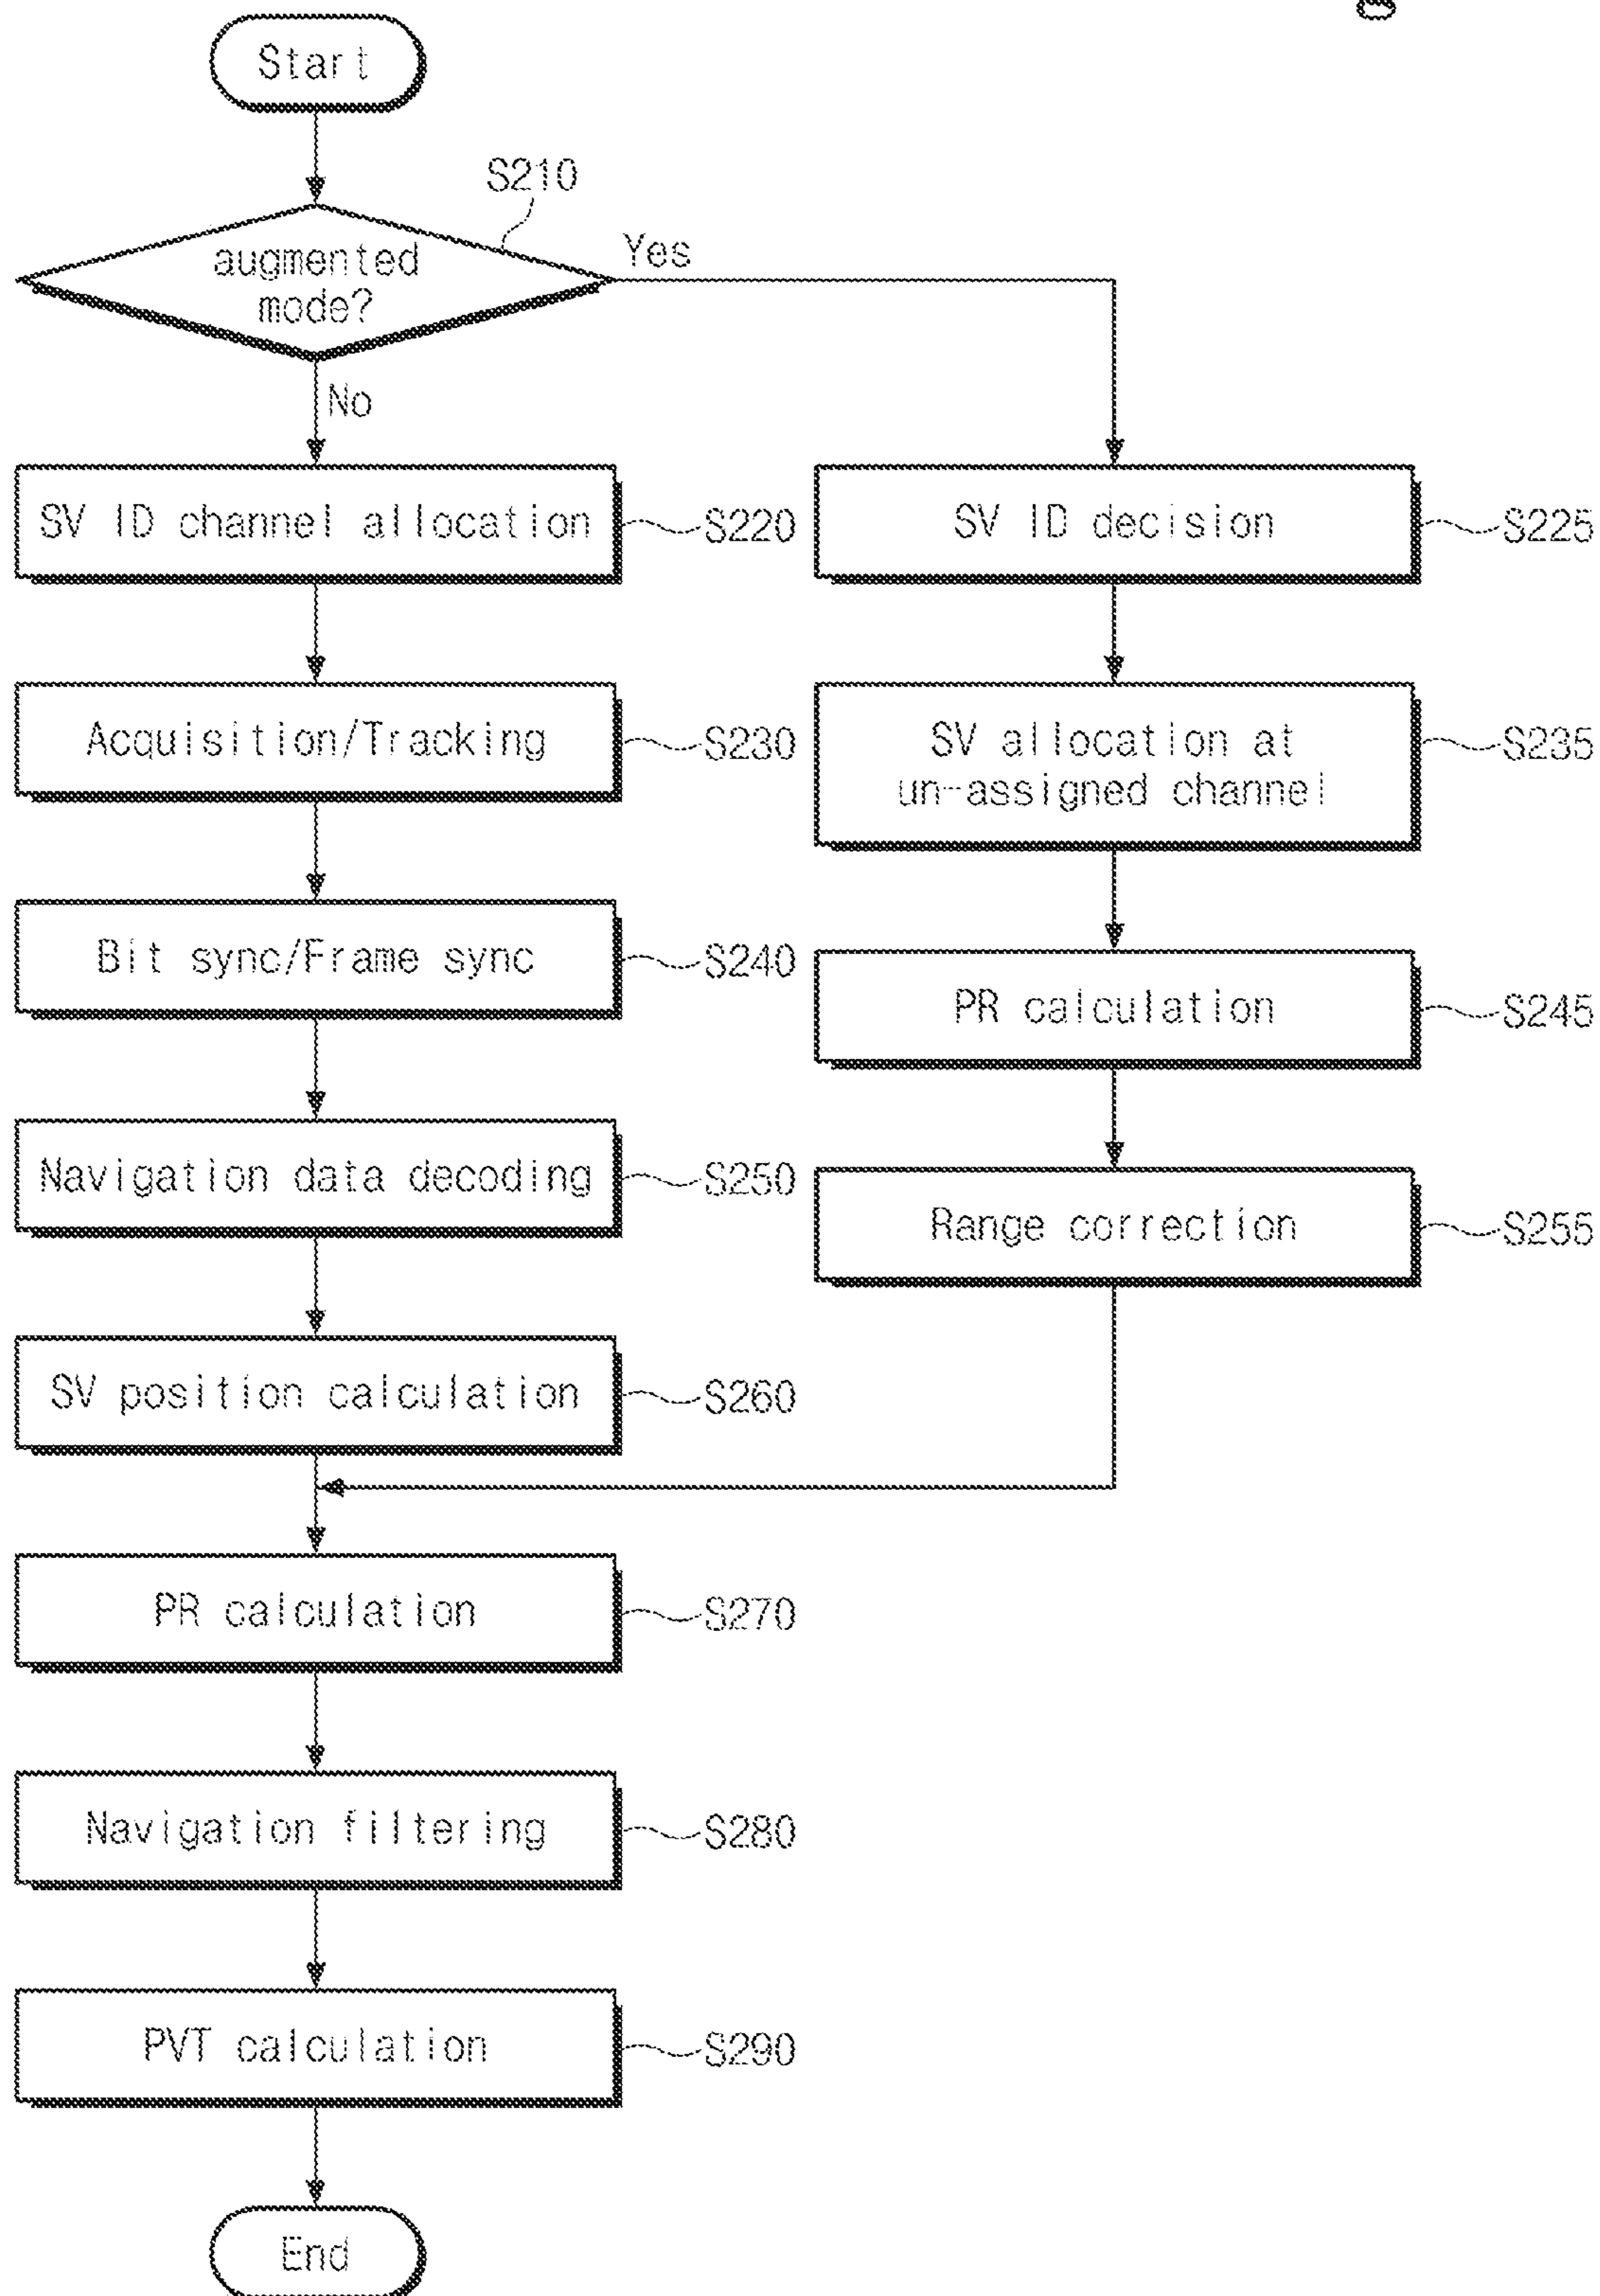 Start
S210
augmented
mode?
Yes
No
SV ID channel allocation
S220
SV ID decision
S225
Acquisition/Tracking
S230
SV allocation at
un-assigned channel
S235
Bit sync/Frame sync
S240
PR calculation
S245
Navigation data decoding
S250
Range correction
S255
SV position calculation
S260
PR calculation
S270
Navigation filtering
S280
PVT calculation
S290
End